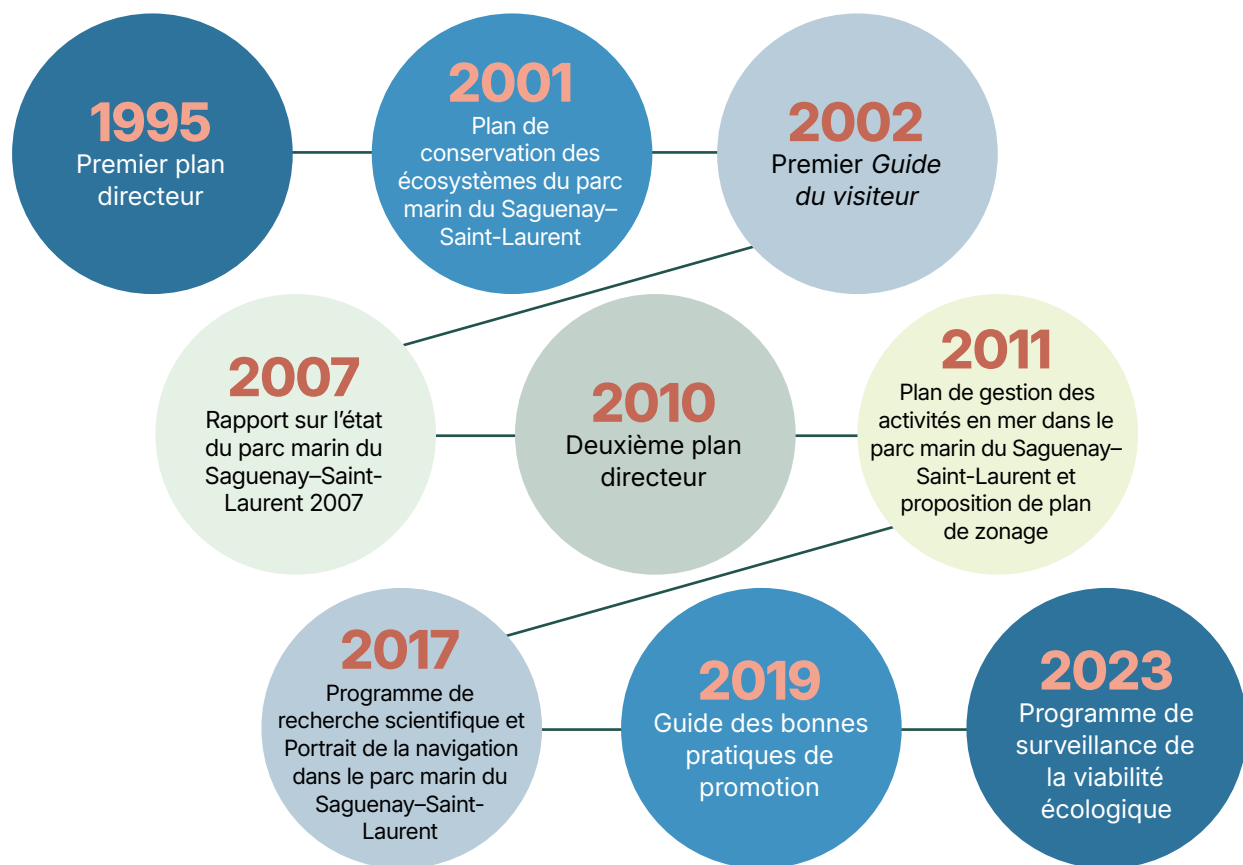 1995
Premier plan
directeur
2001
Plan de
conservation des
écosystèmes du parc
marin du Saguenay–
Saint-Laurent
2002
Premier Guide
du visiteur
2007
Rapport sur l’état
du parc marin du
Saguenay–Saint-
Laurent 2007
2010
Deuxième plan
directeur
2011
Plan de gestion des
activités en mer dans le
parc marin du Saguenay–
Saint-Laurent et
proposition de plan
de zonage
2017
Programme de
recherche scientifique et
Portrait de la navigation
dans le parc marin du
Saguenay–Saint-
Laurent
2019
Guide des bonnes
pratiques de
promotion
2023
Programme de
surveillance de
la viabilité
écologique